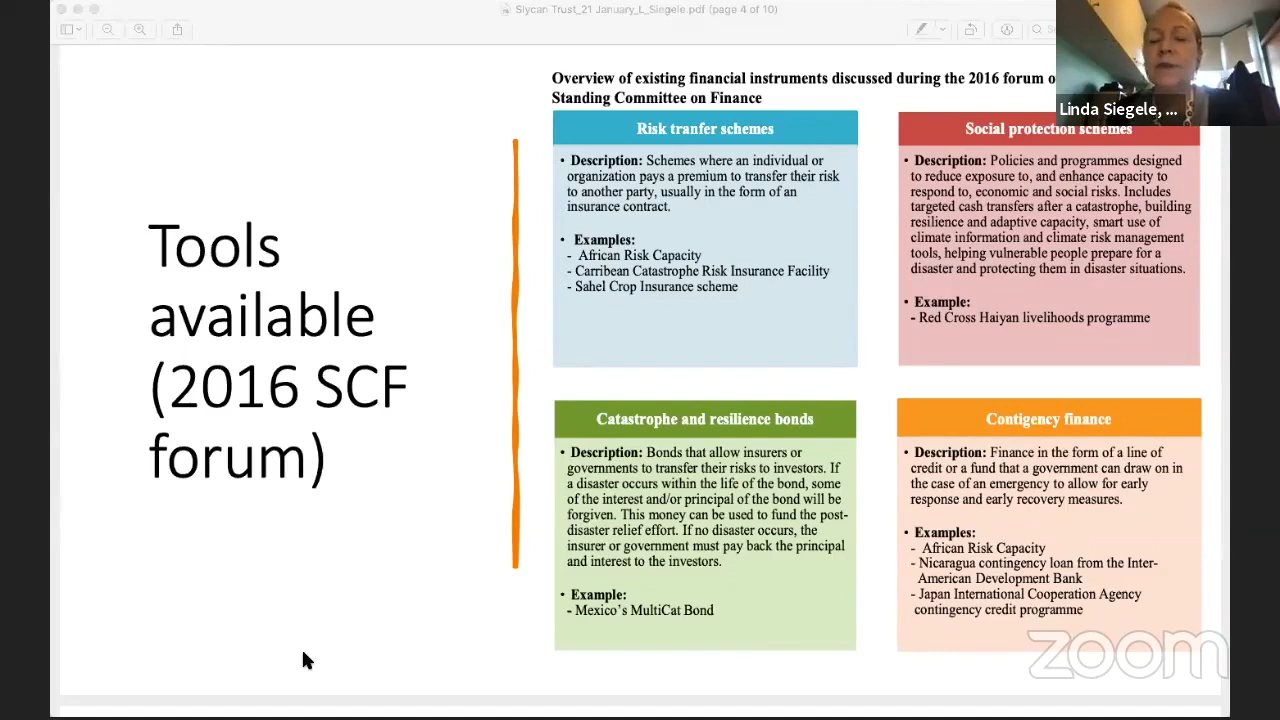 Slycan Trust_21 January_L_Siegele.pdf (page 4 of 10)
Linda Siegele, ...
Tools
available
(2016 SCF
forum)
Overview of existing financial instruments discussed during the 2016 forum o
Standing Committee on Finance
Risk tranfer schemes
• Description: Schemes where an individual or
organization pays a premium to transfer their risk
to another party, usually in the form of an
insurance contract.
• Examples:
- African Risk Capacity
- Carribean Catastrophe Risk Insurance Facility
- Sahel Crop Insurance scheme
Social protection schemes
• Description: Policies and programmes designed
to reduce exposure to, and enhance capacity to
respond to, economic and social risks. Includes
targeted cash transfers after a catastrophe, building
resilience and adaptive capacity, smart use of
climate information and climate risk management
tools, helping vulnerable people prepare for a
disaster and protecting them in disaster situations.
• Example:
- Red Cross Haiyan livelihoods programme
Catastrophe and resilience bonds
• Description: Bonds that allow insurers or
governments to transfer their risks to investors. If
a disaster occurs within the life of the bond, some
of the interest and/or principal of the bond will be
forgiven. This money can be used to fund the post-
disaster relief effort. If no disaster occurs, the
insurer or government must pay back the principal
and interest to the investors.
• Example:
- Mexico's MultiCat Bond
Contigency finance
• Description: Finance in the form of a line of
credit or a fund that a government can draw on in
the case of an emergency to allow for early
response and early recovery measures.
• Examples:
- African Risk Capacity
- Nicaragua contingency loan from the Inter-
American Development Bank
- Japan International Cooperation Agency
contingency credit programme
zoom